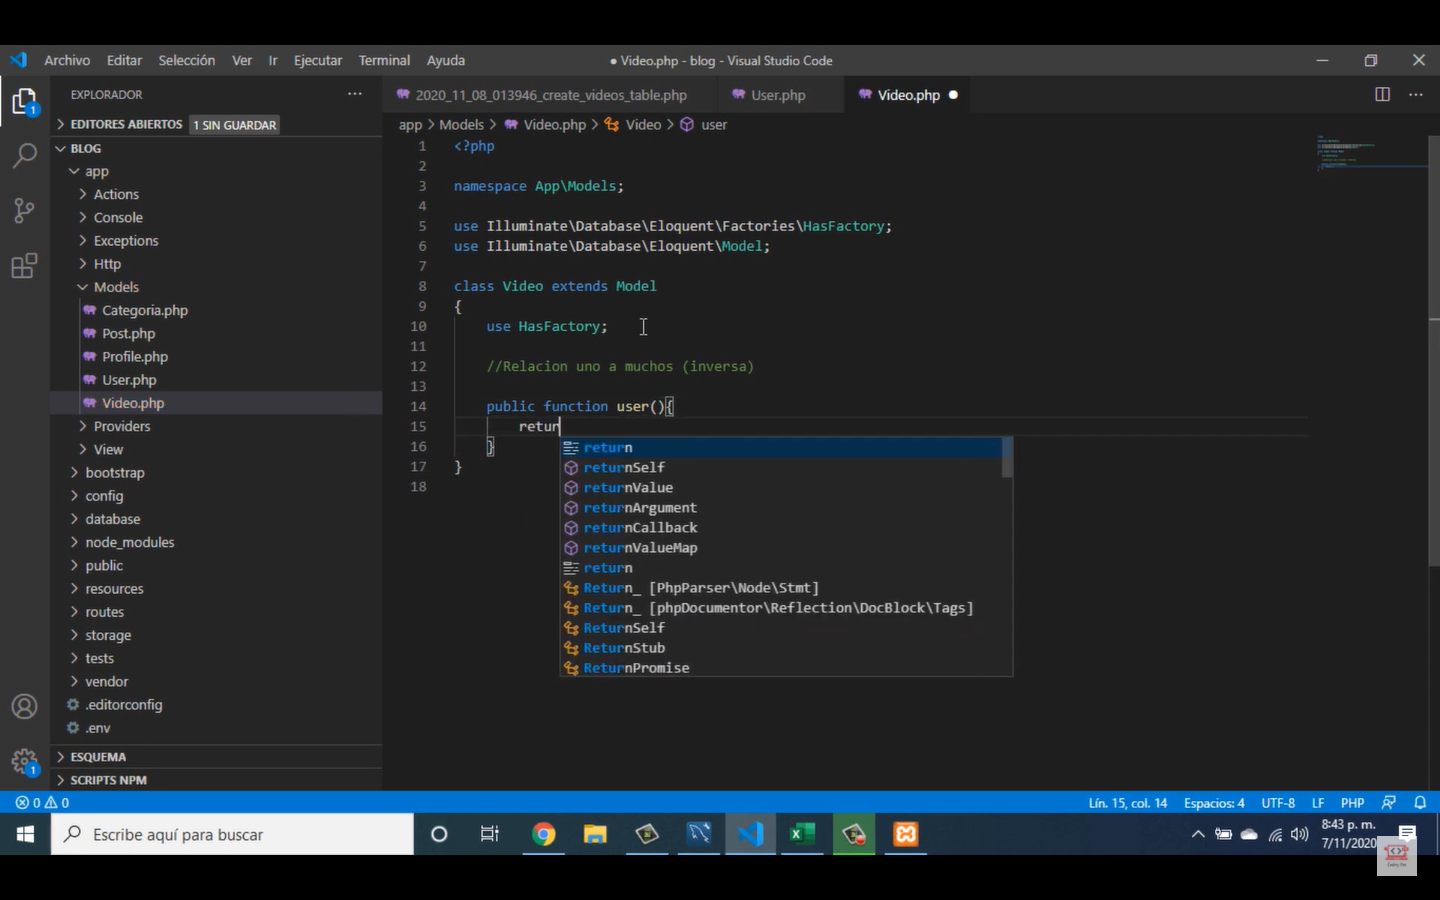 Archivo Editar Selección Ver Ir Ejecutar Terminal Ayuda
● Video.php - blog - Visual Studio Code
EXPLORADOR
EDITORES ABIERTOS 1 SIN GUARDAR
BLOG
app
Actions
Console
Exceptions
Http
Models
Categoria.php
Post.php
Profile.php
User.php
Video.php
Providers
View
bootstrap
config
database
node_modules
public
resources
routes
storage
tests
vendor
.editorconfig
.env
ESQUEMA
SCRIPTS NPM
1
1
2020_11_08_013946_create_videos_table.php User.php Video.php
app > Models > Video.php > Video > user
1 <?php
2
3 namespace App\Models;
4
5 use Illuminate\Database\Eloquent\Factories\HasFactory;
6 use Illuminate\Database\Eloquent\Model;
7
8 class Video extends Model
9 {
10 use HasFactory;
11
12 //Relacion uno a muchos (inversa)
13
14 public function user(){
15 retur
16 }
17 }
18
return
returnSelf
returnValue
returnArgument
returnCallback
returnValueMap
return
Return_ [PhpParser\Node\Stmt]
Return_ [phpDocumentor\Reflection\DocBlock\Tags]
ReturnSelf
ReturnStub
ReturnPromise
0 0 Lín. 15, col. 14 Espacios: 4 UTF-8 LF PHP
Escribe aquí para buscar
8:43 p. m.
7/11/2020